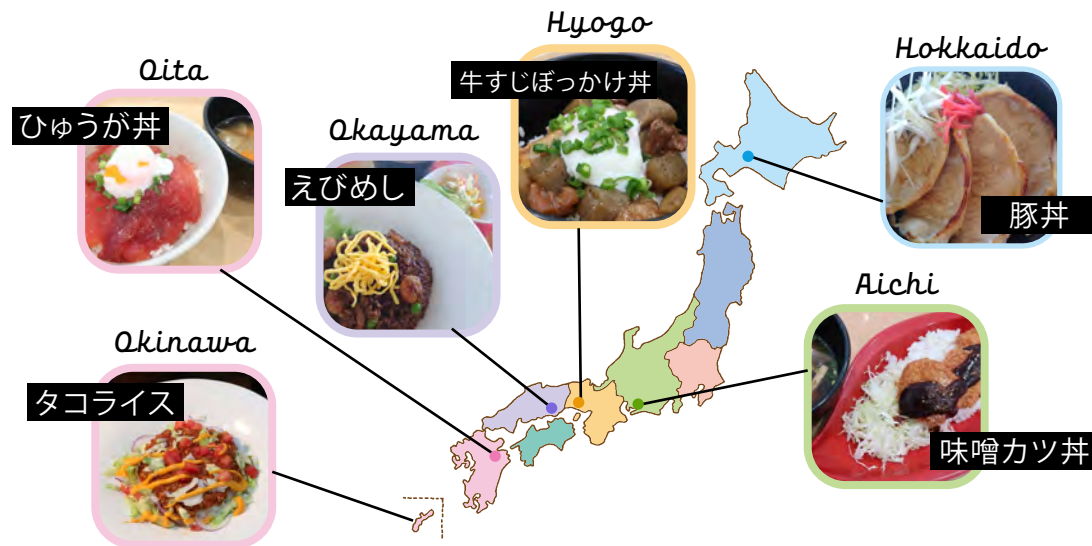 Hyogo
牛すじぼっかけ丼
Hokkaido
豚丼
Oita
ひゅうが丼
Okayama
えびめし
Aichi
味噌カツ丼
Okinawa
タコライス